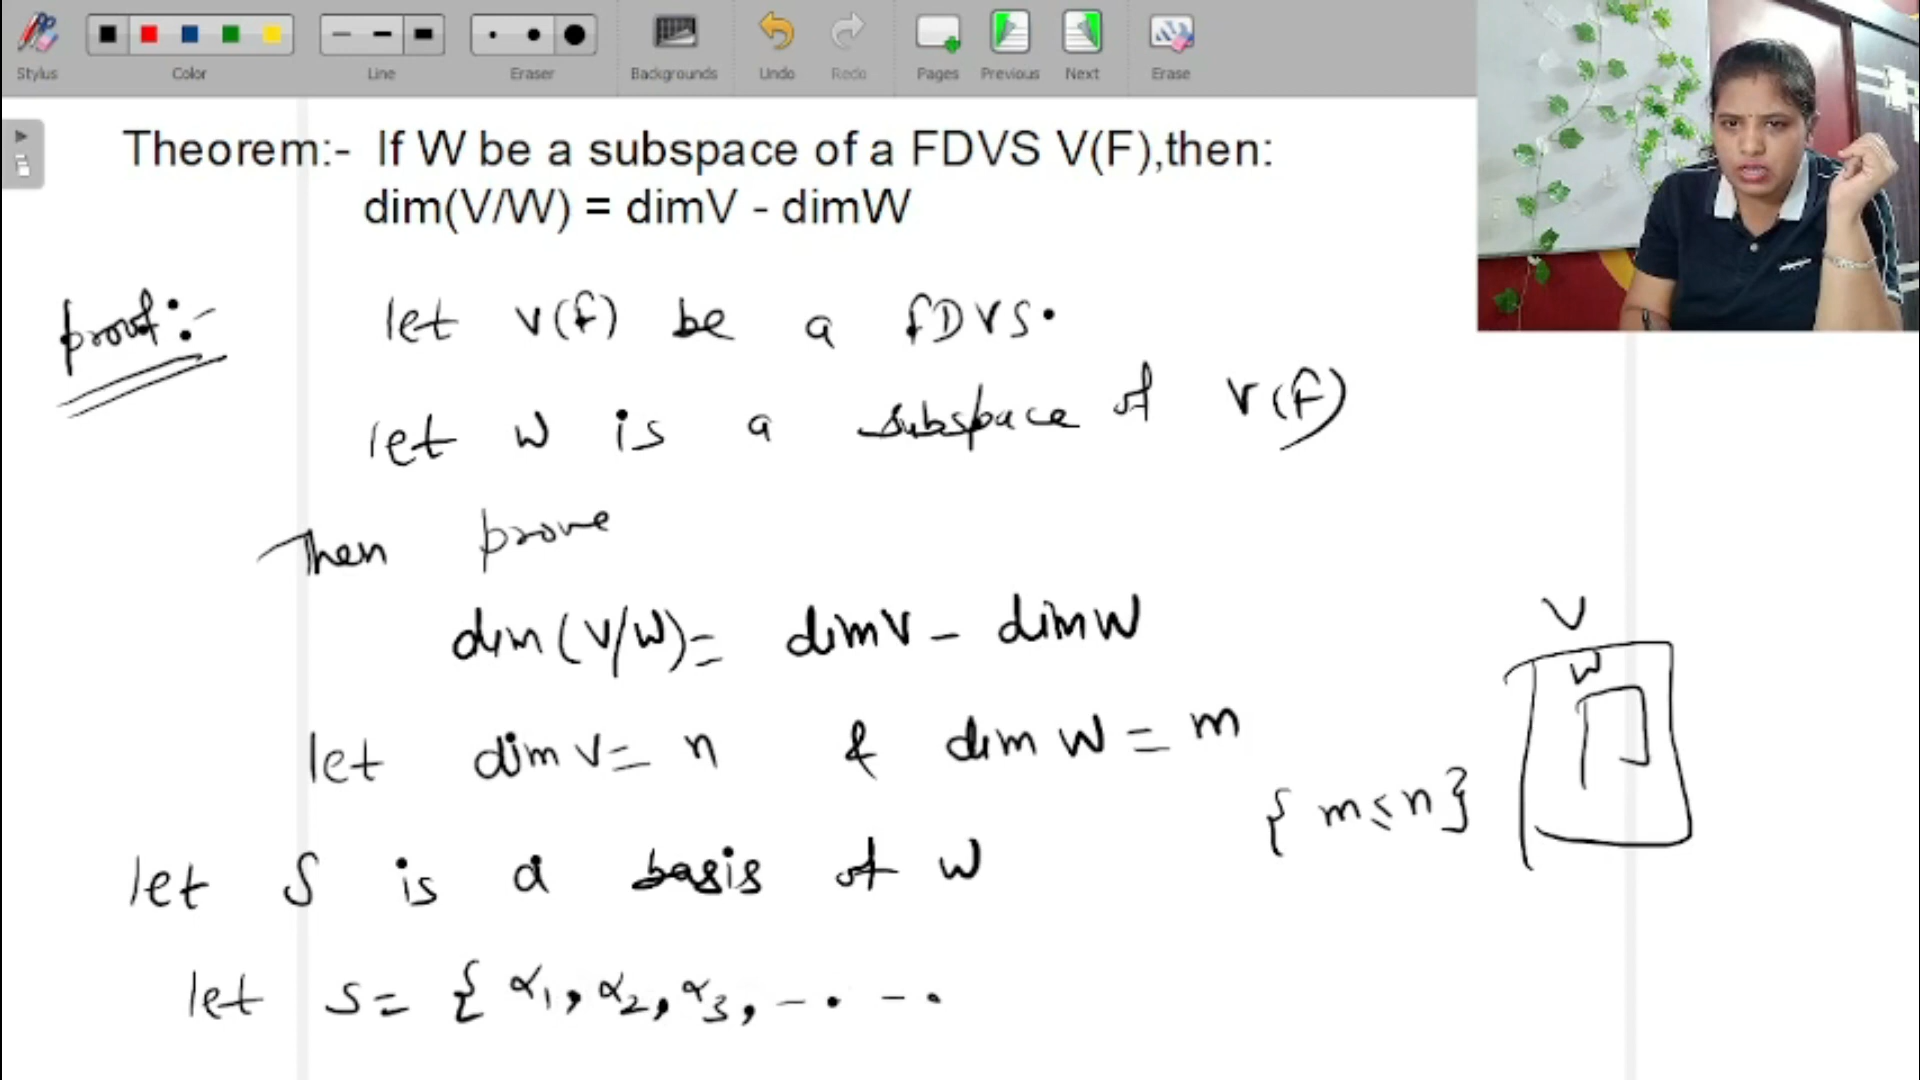 Stylus Color Line Eraser Backgrounds Undo Redo Pages Previous Next Erase
Theorem:- If W be a subspace of a FDVS V(F),then:
dim(V/W) = dimV - dimW
proof:-
let V(F) be a FDVS.
let W is a subspace of V(F)
Then prove
dim(V/W)= dimV - dimW
V
W
let dim V= n & dim W = m
{ m≤n}
let S is a basis of W
let S= { α1, α2, α3, -. -.